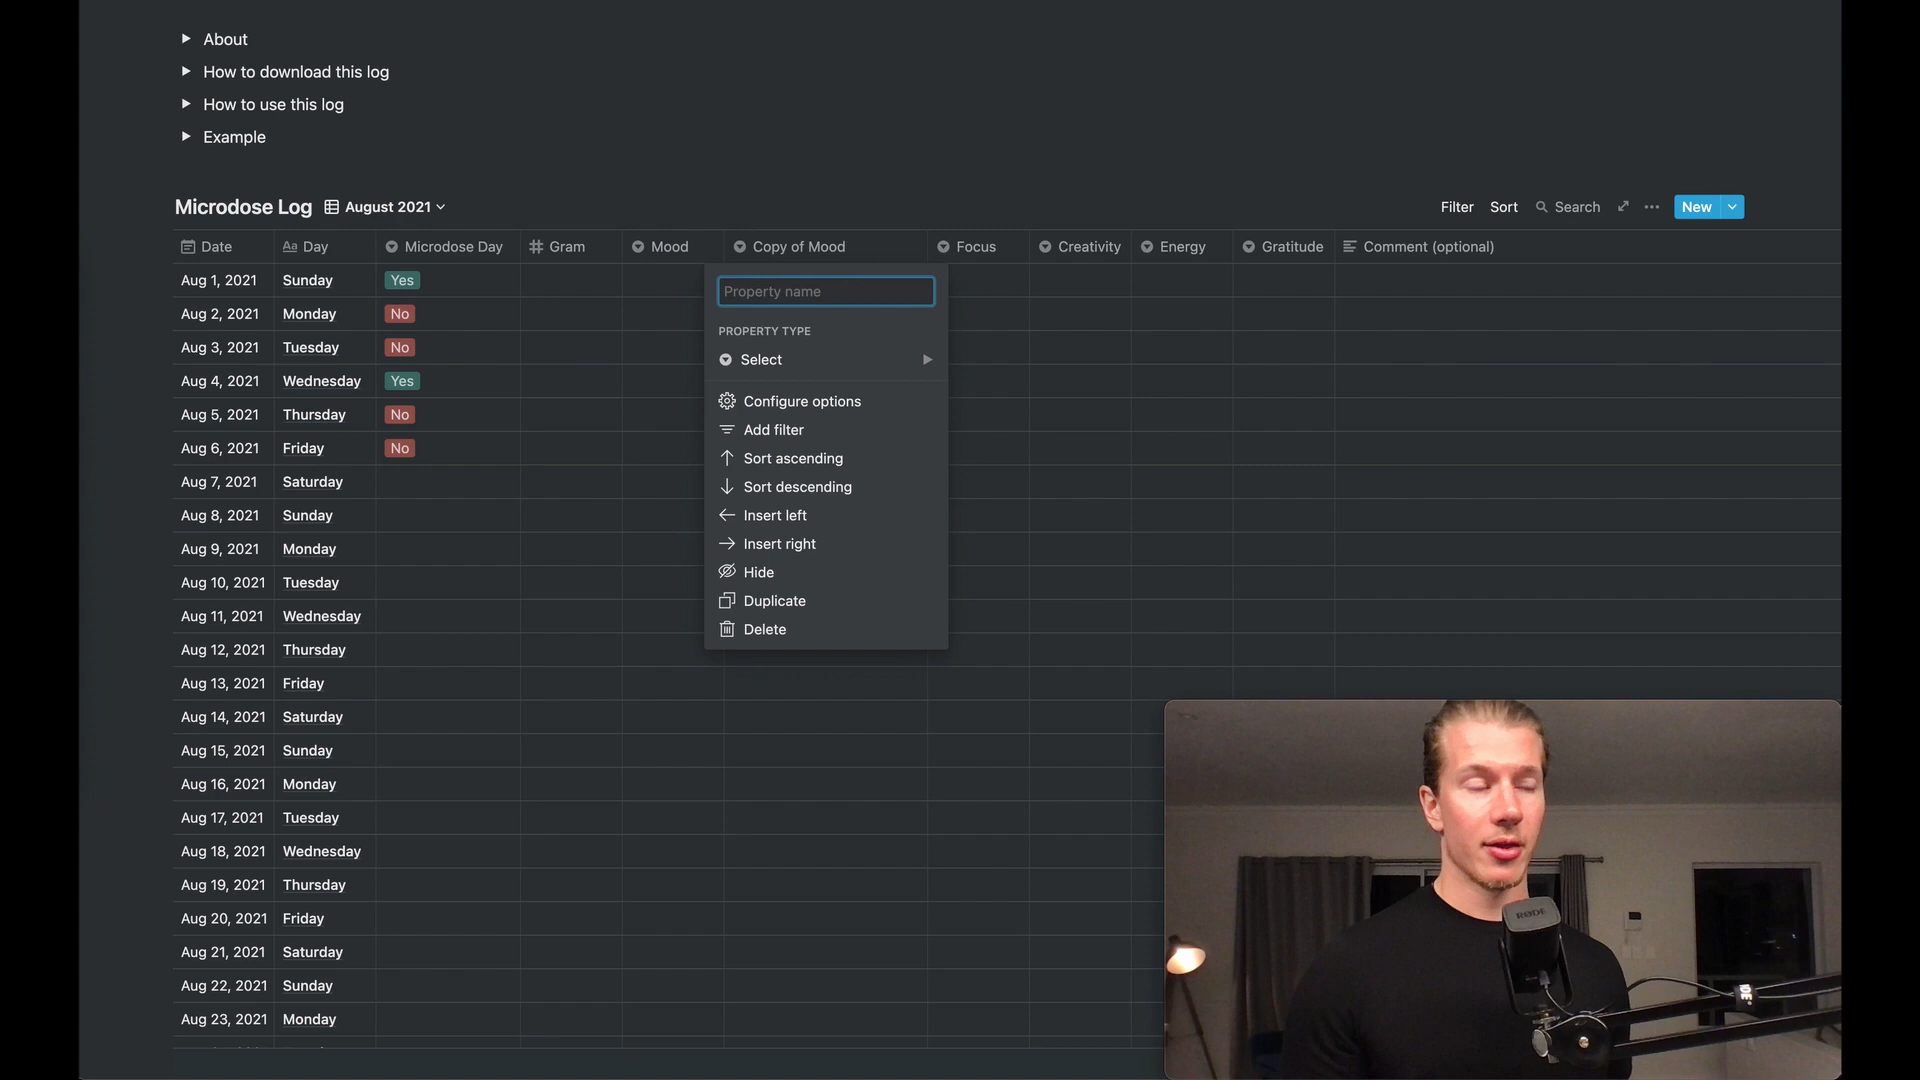 About
How to download this log
How to use this log
Example
Microdose Log August 2021
Filter Sort Search New
Date Aa Day Microdose Day Gram Mood Copy of Mood Focus Creativity Energy Gratitude Comment (optional)
Aug 1, 2021 Sunday Yes
Aug 2, 2021 Monday No
Aug 3, 2021 Tuesday No
Aug 4, 2021 Wednesday Yes
Aug 5, 2021 Thursday No
Aug 6, 2021 Friday No
Aug 7, 2021 Saturday
Aug 8, 2021 Sunday
Aug 9, 2021 Monday
Aug 10, 2021 Tuesday
Aug 11, 2021 Wednesday
Aug 12, 2021 Thursday
Aug 13, 2021 Friday
Aug 14, 2021 Saturday
Aug 15, 2021 Sunday
Aug 16, 2021 Monday
Aug 17, 2021 Tuesday
Aug 18, 2021 Wednesday
Aug 19, 2021 Thursday
Aug 20, 2021 Friday
Aug 21, 2021 Saturday
Aug 22, 2021 Sunday
Aug 23, 2021 Monday
Property name
PROPERTY TYPE
Select
Configure options
Add filter
Sort ascending
Sort descending
Insert left
Insert right
Hide
Duplicate
Delete
RØDE